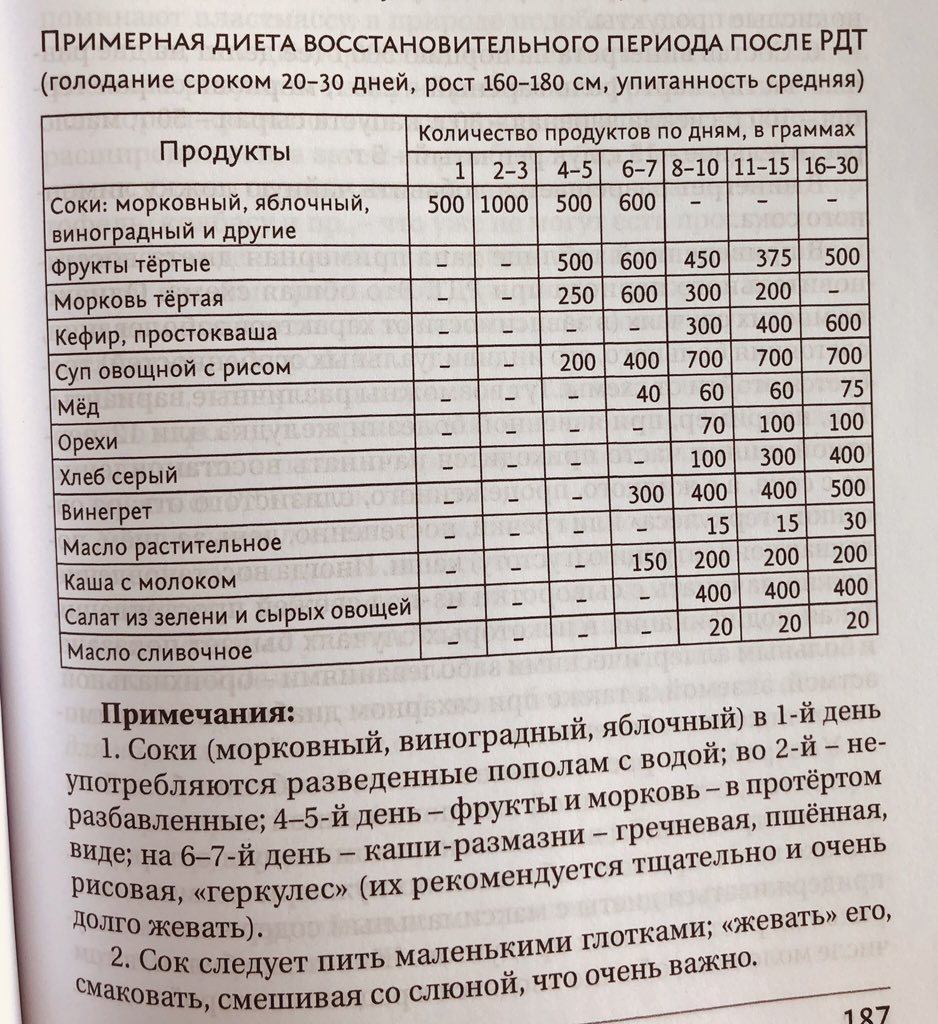 ПРИМЕРНАЯ ДИЕТА ВОССТАНОВИТЕЛЬНОГО ПЕРИОДА ПОСЛЕ РДТ
(голодание сроком 20–30 дней, рост 160–180 см, упитанность средняя)
Продукты Количество продуктов по дням, в граммах
1 2–3 4–5 6–7 8–10 11–15 16–30
Соки: морковный, яблочный, 500 1000 500 600 – – –
виноградный и другие
Фрукты тёртые – – 500 600 450 375 500
Морковь тёртая – – 250 600 300 200 –
Кефир, простокваша – – – – 300 400 600
Суп овощной с рисом – – 200 400 700 700 700
Мёд – – – 40 60 60 75
Орехи – – – – 70 100 100
Хлеб серый – – – – 100 300 400
Винегрет – – – 300 400 400 500
Масло растительное – – – – 15 15 30
Каша с молоком – – – 150 200 200 200
Салат из зелени и сырых овощей – – – – 400 400 400
Масло сливочное – – – – 20 20 20
Примечания:
1. Соки (морковный, виноградный, яблочный) в 1-й день
употребляются разведенные пополам с водой; во 2-й – не-
разбавленные; 4–5-й день – фрукты и морковь – в протёртом
виде; на 6–7-й день – каши-размазни – гречневая, пшённая,
рисовая, «геркулес» (их рекомендуется тщательно и очень
долго жевать).
2. Сок следует пить маленькими глотками; «жевать» его,
смаковать, смешивая со слюной, что очень важно.
187